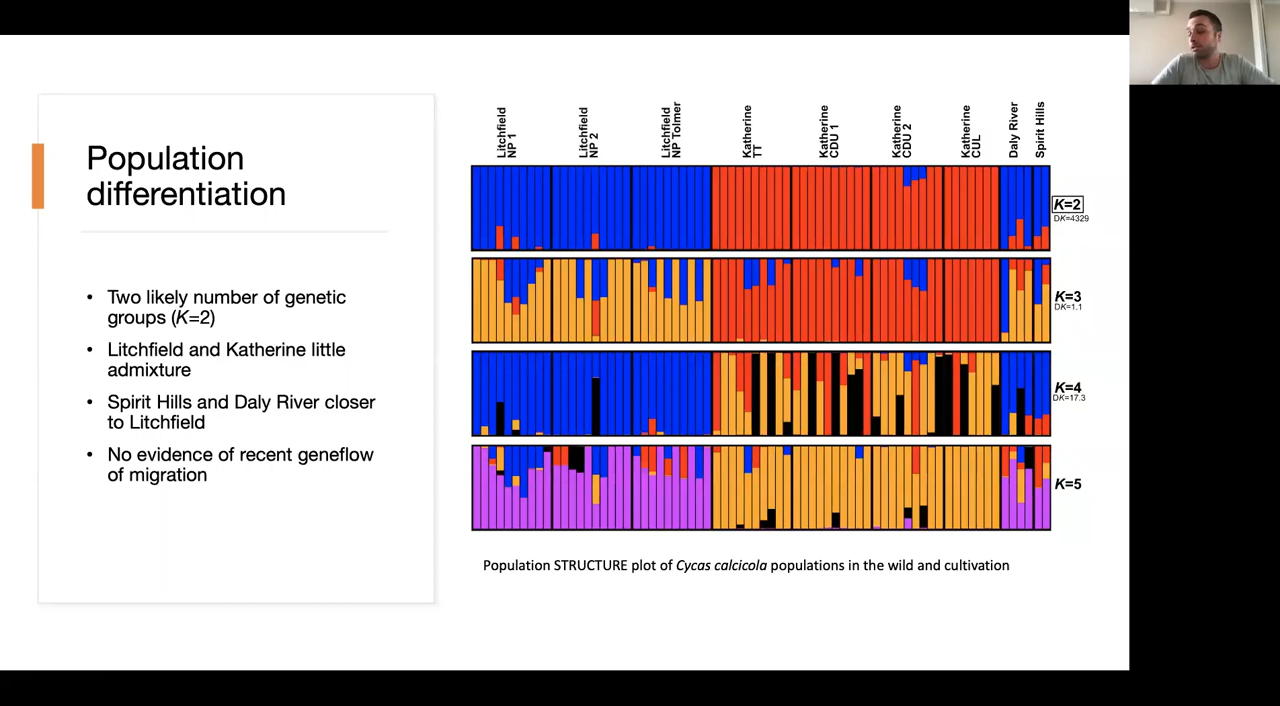 Population
differentiation
• Two likely number of genetic
groups (K=2)
• Litchfield and Katherine little
admixture
• Spirit Hills and Daly River closer
to Litchfield
• No evidence of recent geneflow
of migration
Litchfield
NP 1
Litchfield
NP 2
Litchfield
NP Tolmer
Katherine
TT
Katherine
CDU 1
Katherine
CDU 2
Katherine
CUL
Daly River
Spirit Hills
K=2
DK=4329
K=3
DK=1.1
K=4
DK=17.3
K=5
Population STRUCTURE plot of Cycas calcicola populations in the wild and cultivation